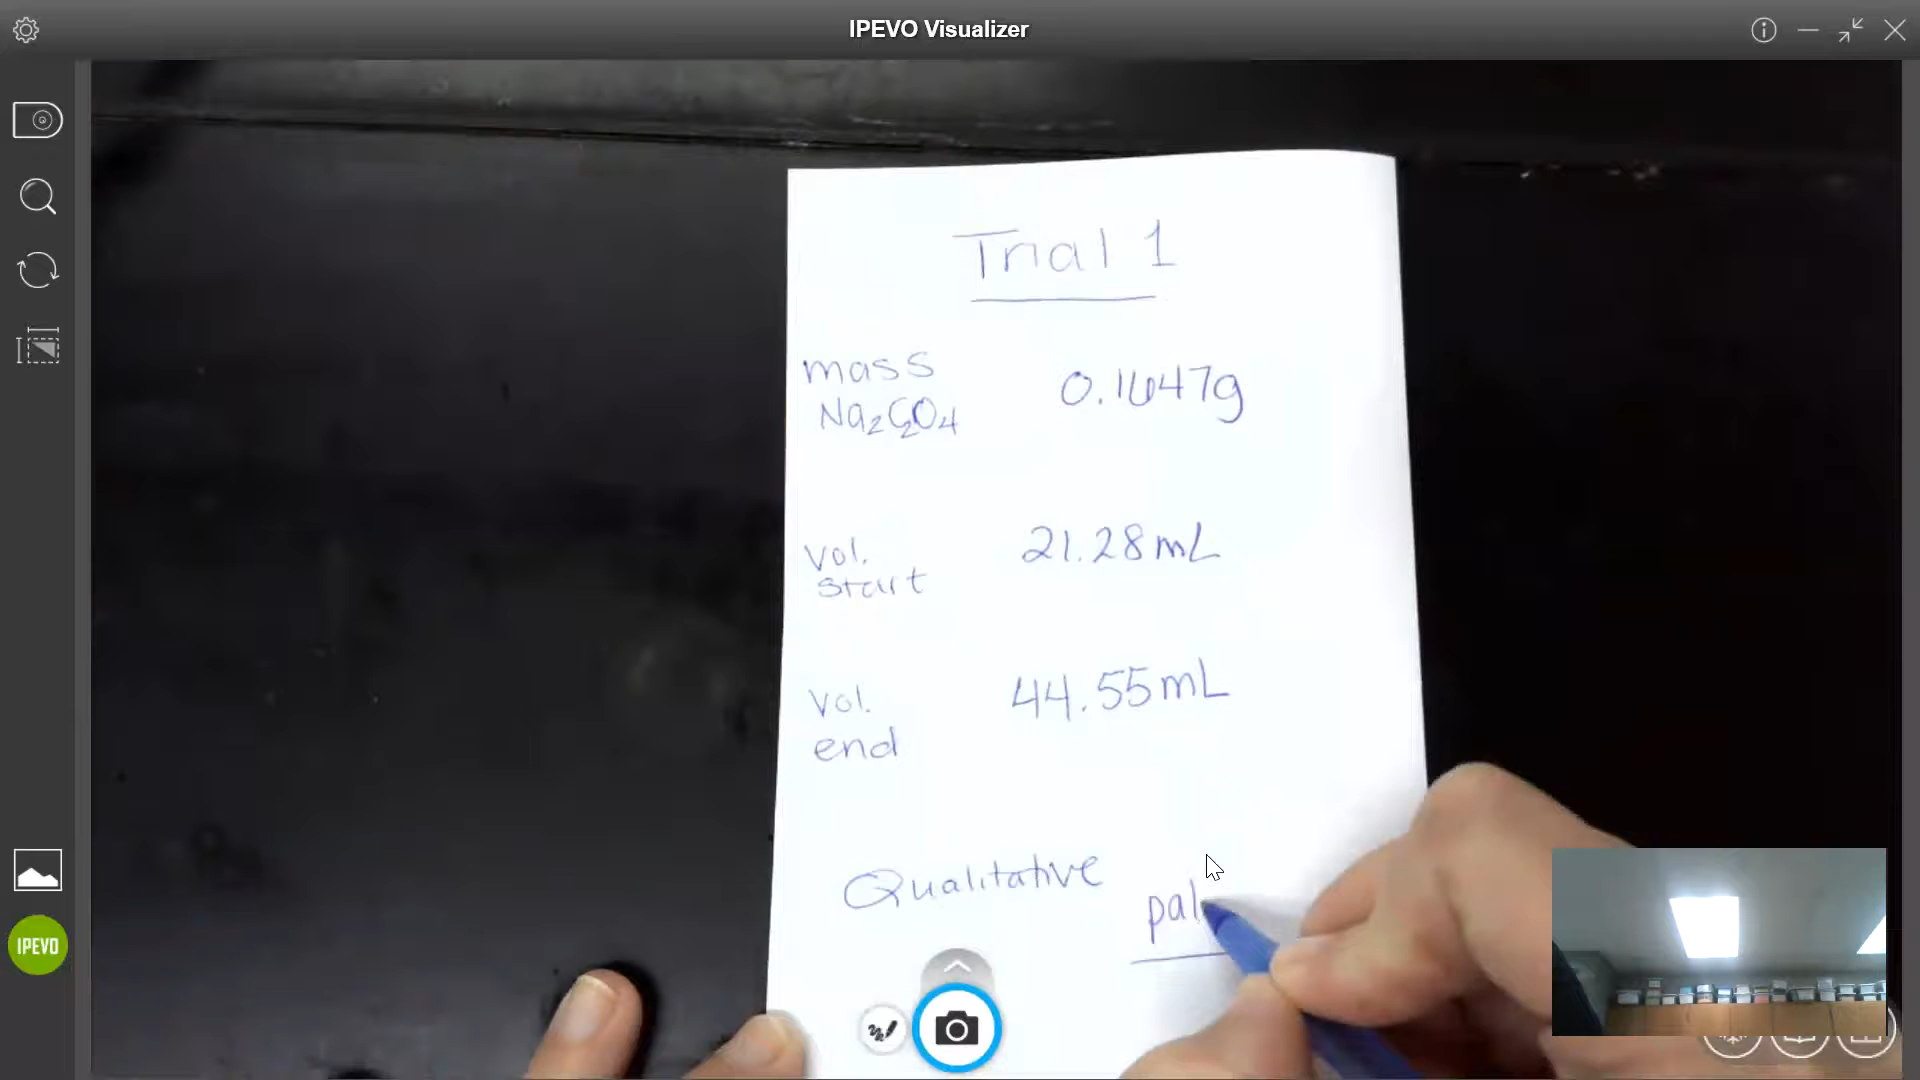 IPEVO Visualizer
Trial 1
mass
Na₂C₂O₄ 0.1647g
Vol.
start 21.28mL
Vol.
end 44.55mL
Qualitative pal
IPEVO